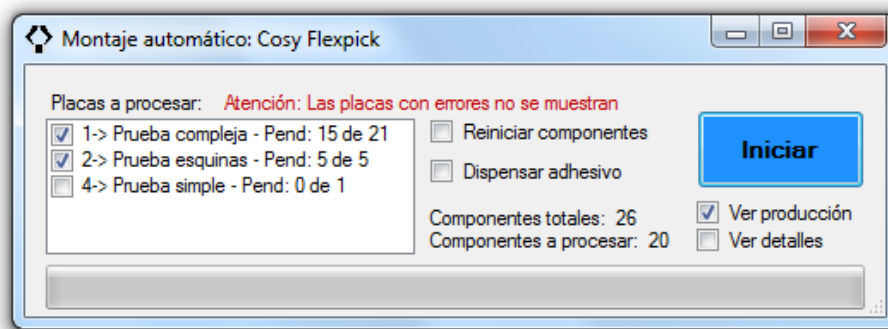 Montaje automático: Cosy Flexpick
Placas a procesar: Atención: Las placas con errores no se muestran
1-> Prueba compleja - Pend: 15 de 21
2-> Prueba esquinas - Pend: 5 de 5
4-> Prueba simple - Pend: 0 de 1
Reiniciar componentes
Dispensar adhesivo
Componentes totales: 26
Componentes a procesar: 20
Iniciar
Ver producción
Ver detalles